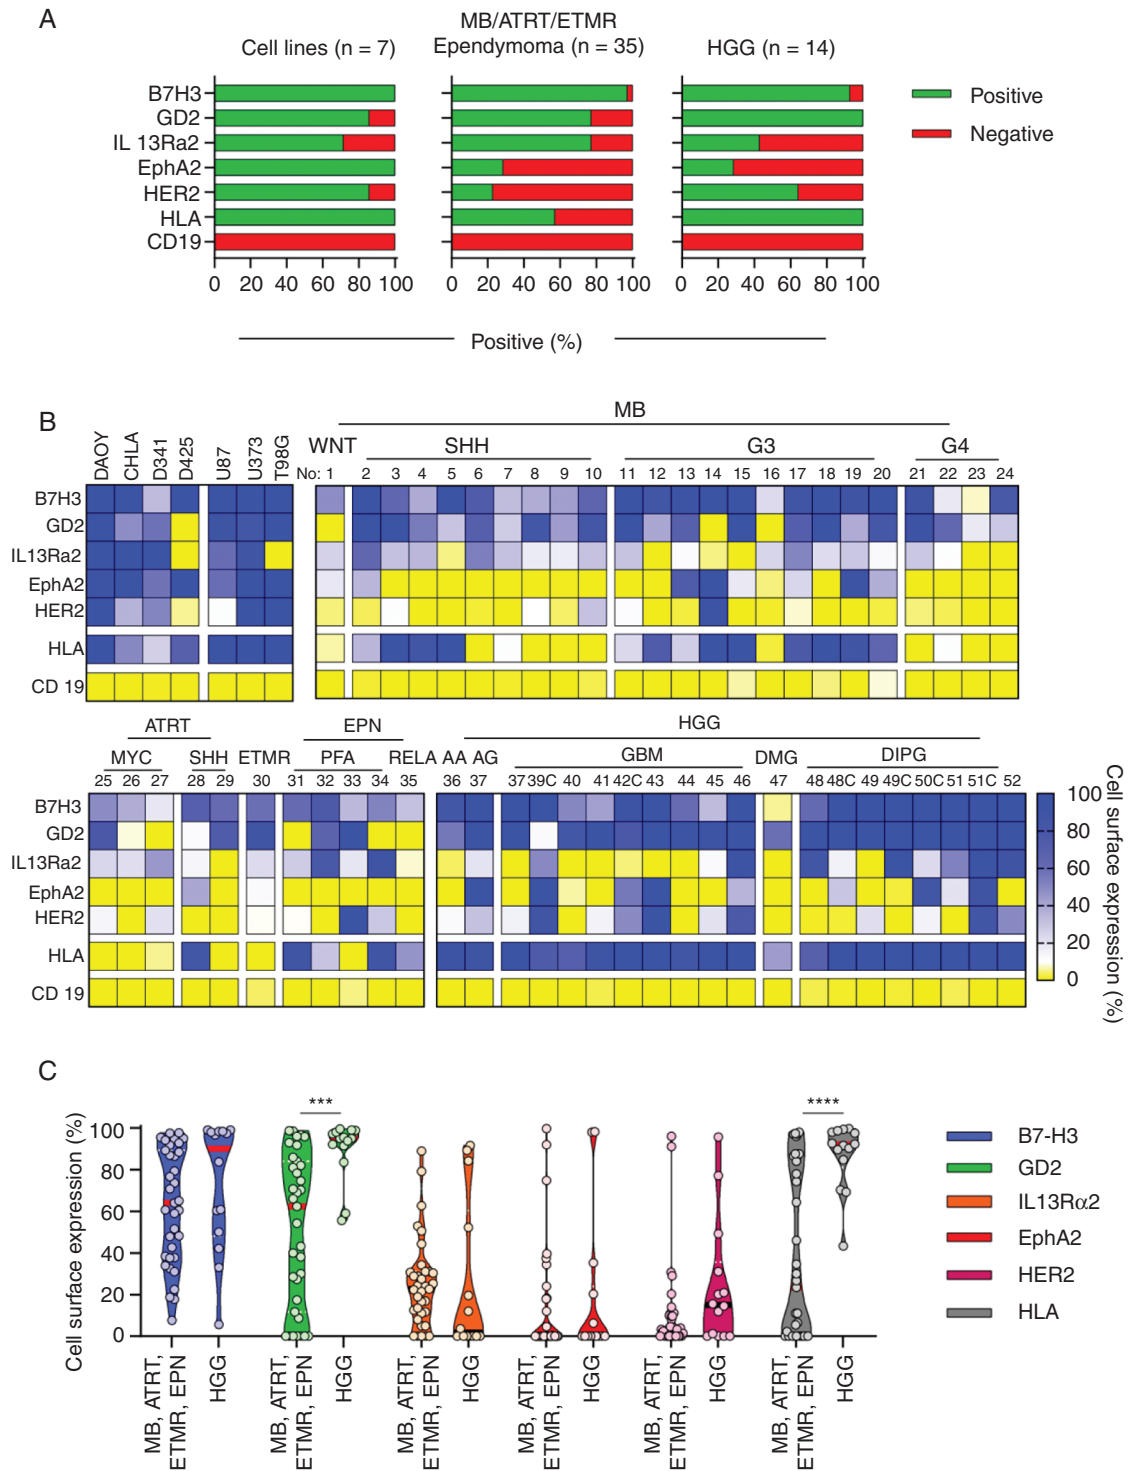 A
Cell lines (n = 7)
MB/ATRT/ETMR
Ependymoma (n = 35)
HGG (n = 14)
B7H3
GD2
IL 13Ra2
EphA2
HER2
HLA
CD19
0 20 40 60 80 100
0 20 40 60 80 100
0 20 40 60 80 100
Positive
Negative
Positive (%)
B
DAOY
CHLA
D341
D425
U87
U373
T98G
MB
WNT SHH G3 G4
No: 1 2 3 4 5 6 7 8 9 10 11 12 13 14 15 16 17 18 19 20 21 22 23 24
B7H3
GD2
IL13Ra2
EphA2
HER2
HLA
CD 19
ATRT EPN HGG
MYC SHH ETMR PFA RELA AA AG GBM DMG DIPG
25 26 27 28 29 30 31 32 33 34 35 36 37 37 39C 40 41 42C 43 44 45 46 47 48 48C 49 49C 50C 51 51C 52
B7H3
GD2
IL13Ra2
EphA2
HER2
HLA
CD 19
100
80
60
40
20
0
Cell surface expression (%)
C
Cell surface expression (%)
100
80
60
40
20
0
***
****
MB, ATRT,
ETMR, EPN
HGG
MB, ATRT,
ETMR, EPN
HGG
MB, ATRT,
ETMR, EPN
HGG
MB, ATRT,
ETMR, EPN
HGG
MB, ATRT,
ETMR, EPN
HGG
MB, ATRT,
ETMR, EPN
HGG
B7-H3
GD2
IL13Rα2
EphA2
HER2
HLA